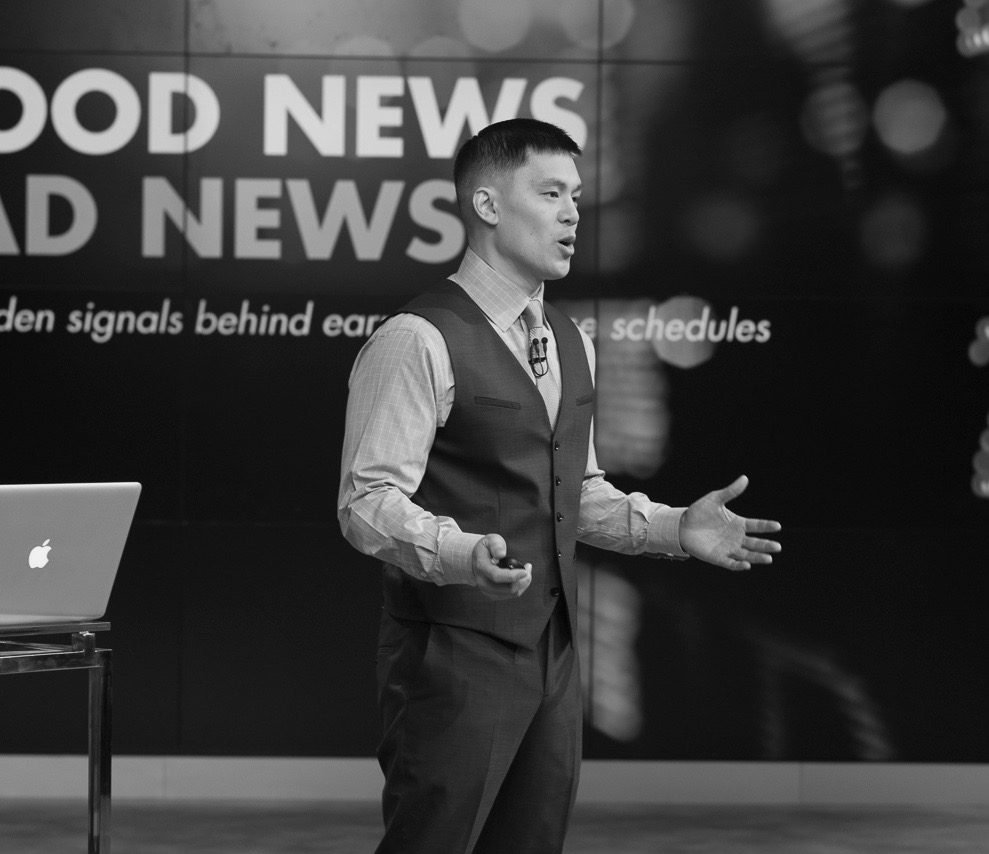 OOD NEWS
AD NEWS
den signals behind ear e schedules